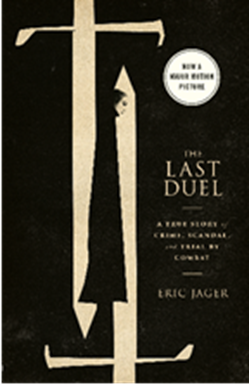 NOW A
MAJOR MOTION
PICTURE
THE
LAST
DUEL
A TRUE STORY of
CRIME, SCANDAL,
and TRIAL BY
COMBAT
ERIC JAGER